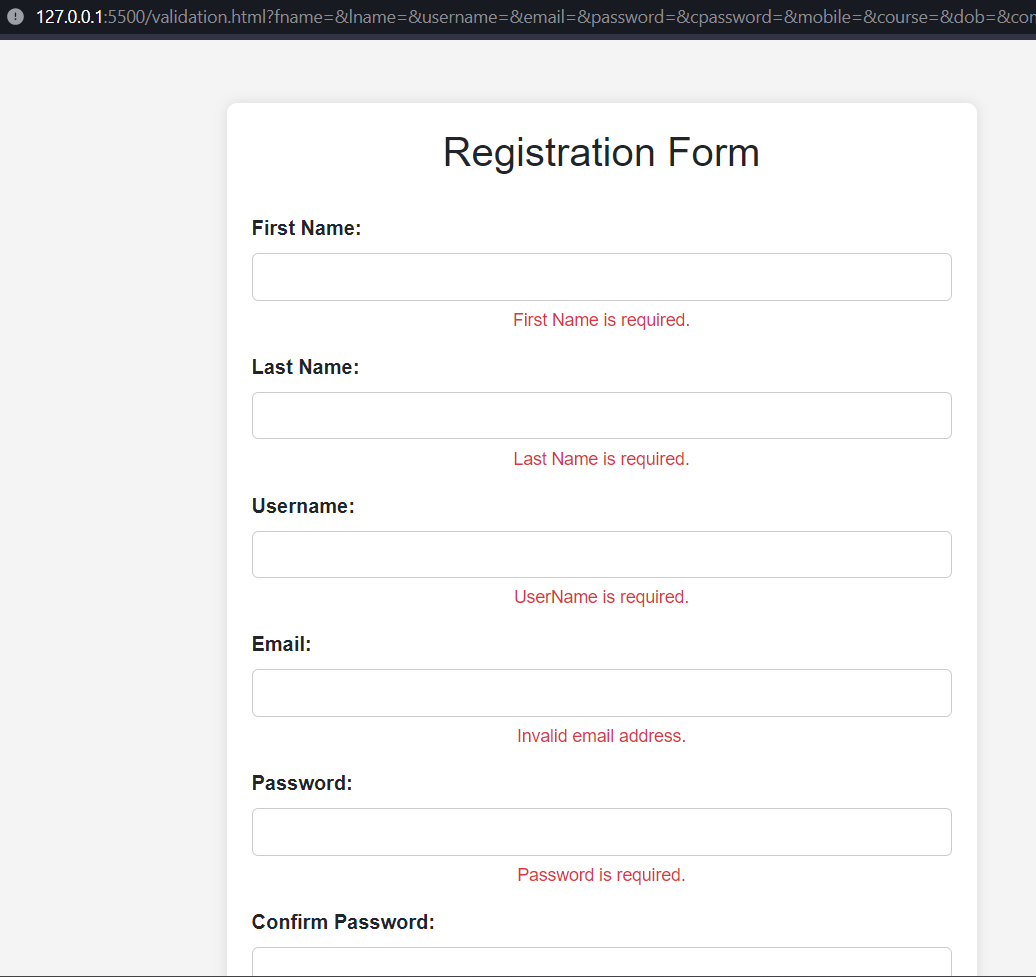 127.0.0.1:5500/validation.html?fname=&lname=&username=&email=&password=&cpassword=&mobile=&course=&dob=&con
Registration Form
First Name:
First Name is required.
Last Name:
Last Name is required.
Username:
UserName is required.
Email:
Invalid email address.
Password:
Password is required.
Confirm Password: